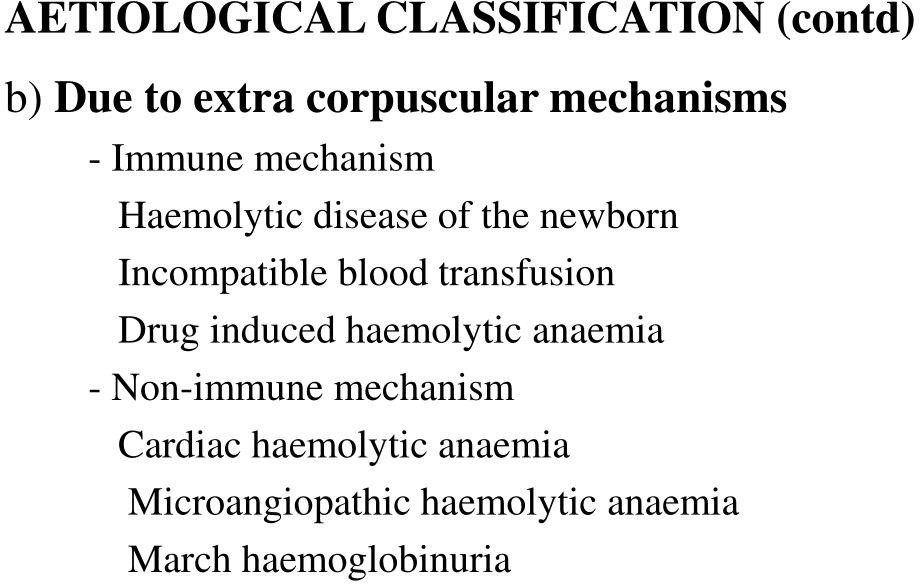 AETIOLOGICAL CLASSIFICATION (contd)
b) Due to extra corpuscular mechanisms
- Immune mechanism
Haemolytic disease of the newborn
Incompatible blood transfusion
Drug induced haemolytic anaemia
- Non-immune mechanism
Cardiac haemolytic anaemia
Microangiopathic haemolytic anaemia
March haemoglobinuria